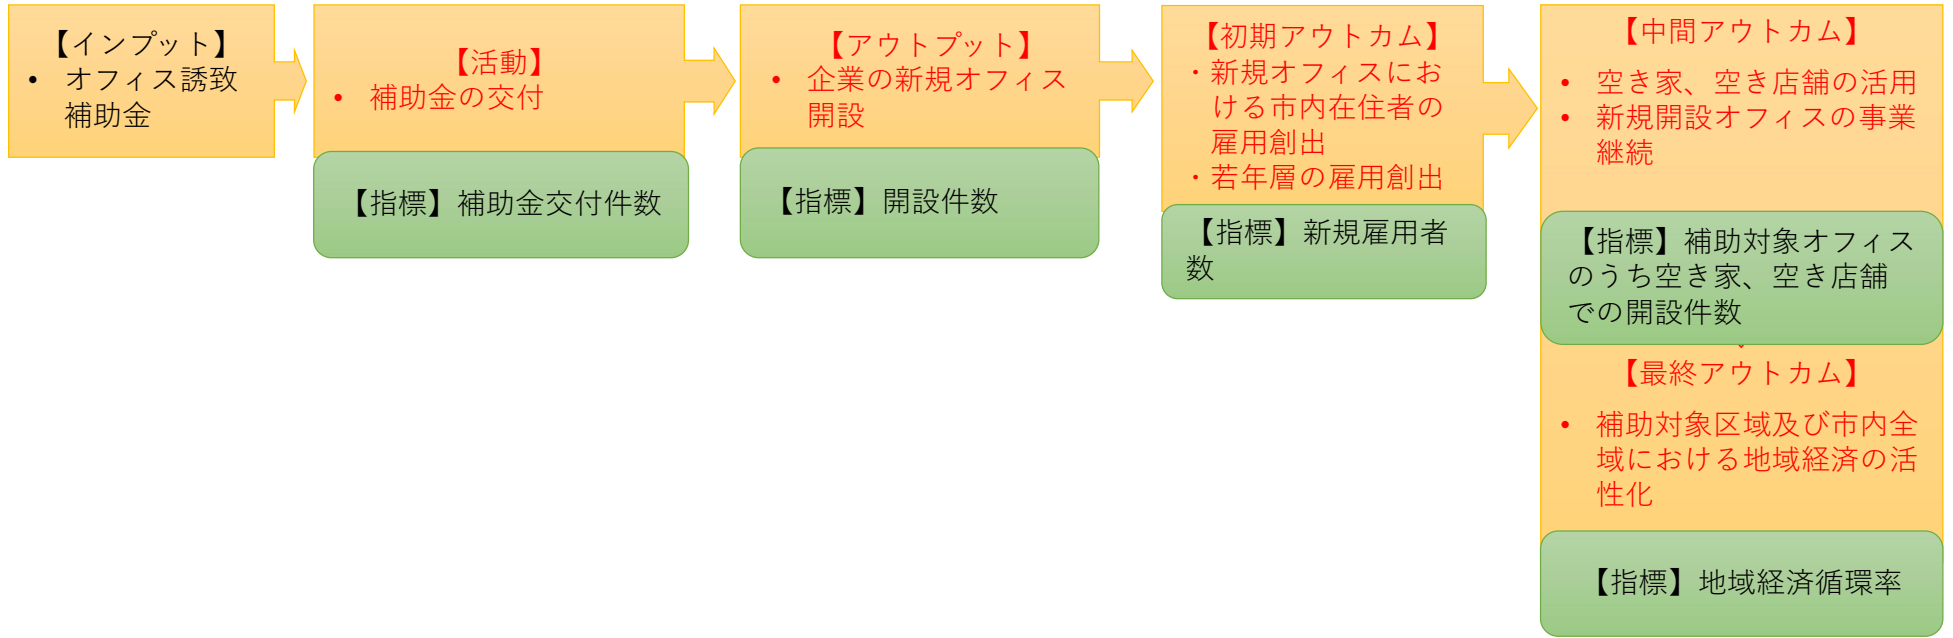 【インプット】
• オフィス誘致
補助金
【活動】
• 補助金の交付
【指標】補助金交付件数
【アウトプット】
• 企業の新規オフィス
開設
【指標】開設件数
【初期アウトカム】
・新規オフィスにお
ける市内在住者の
雇用創出
・若年層の雇用創出
【指標】新規雇用者
数
【中間アウトカム】
• 空き家、空き店舗の活用
• 新規開設オフィスの事業
継続
【指標】補助対象オフィス
のうち空き家、空き店舗
での開設件数
【最終アウトカム】
• 補助対象区域及び市内全
域における地域経済の活
性化
【指標】地域経済循環率